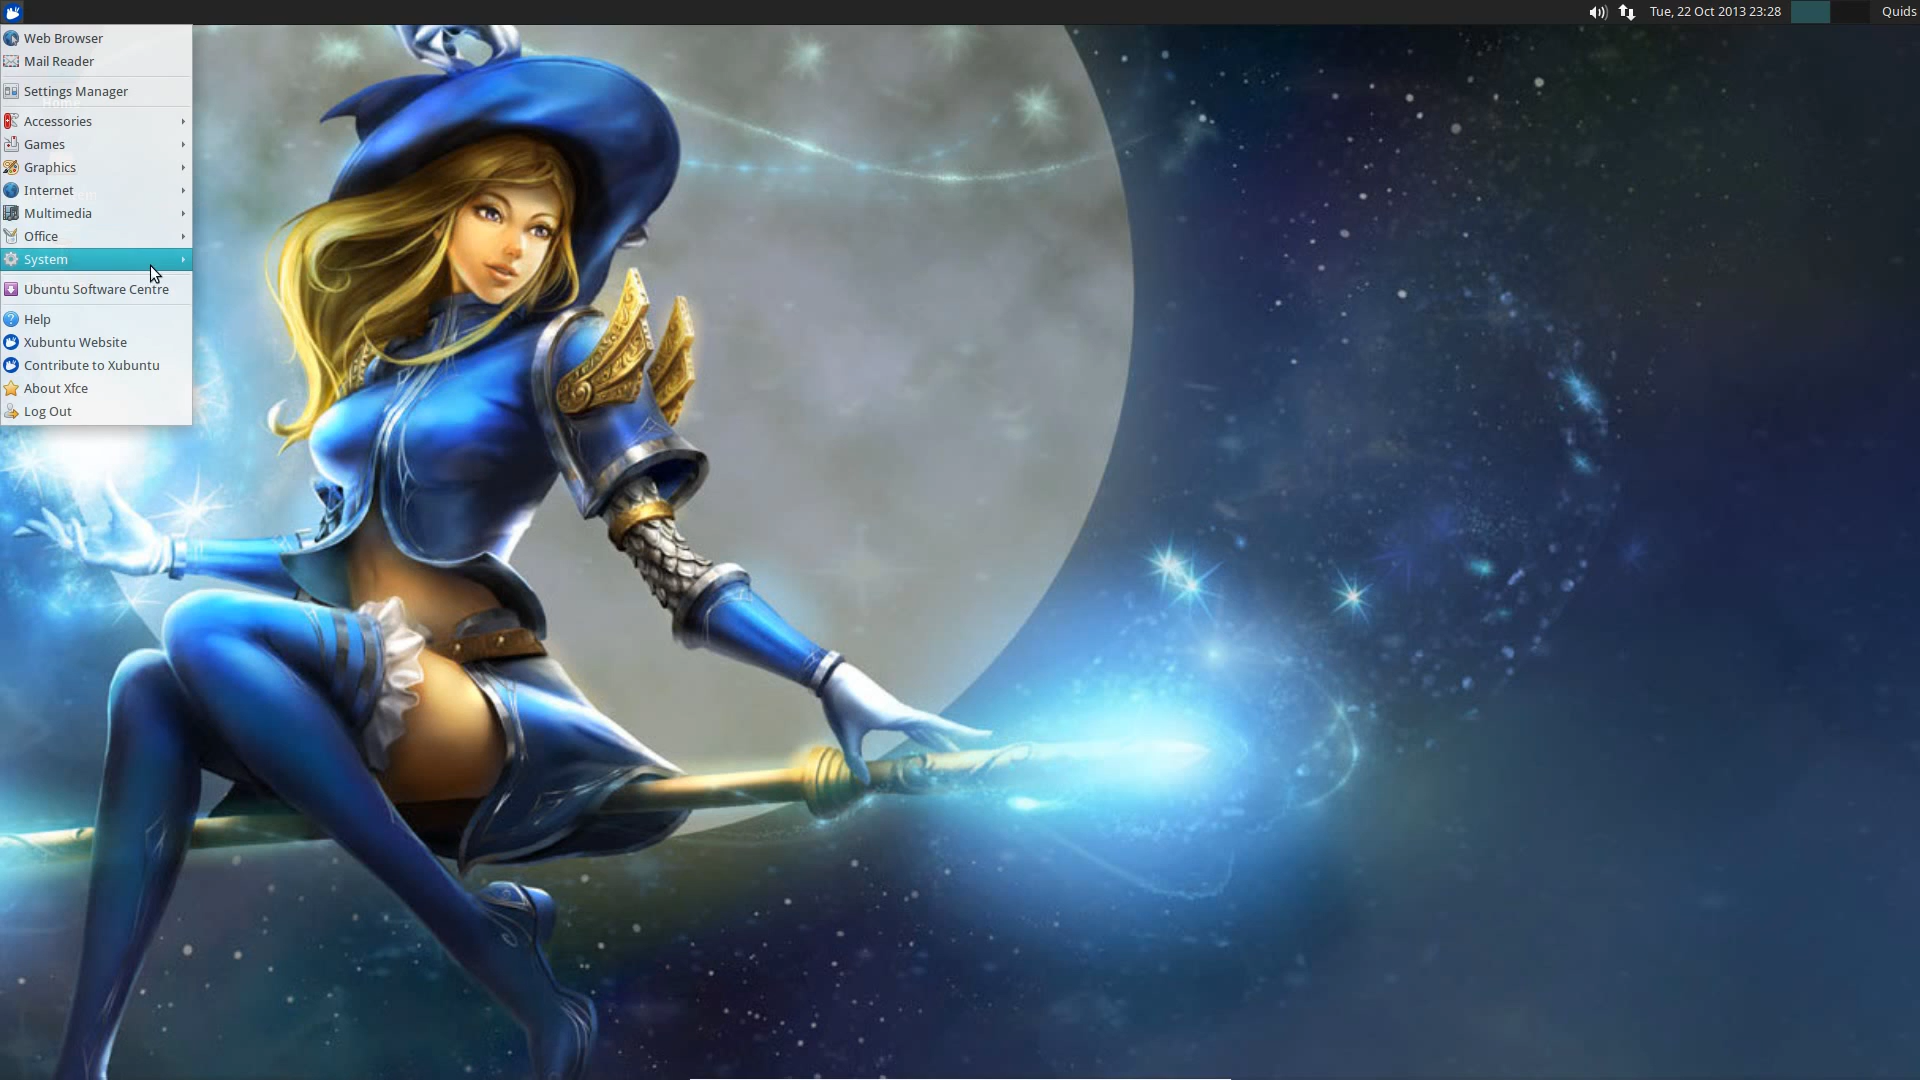 Tue, 22 Oct 2013 23:28
Quids
Web Browser
Mail Reader
Settings Manager
Accessories
Games
Graphics
Internet
Multimedia
Office
System
Ubuntu Software Centre
Help
Xubuntu Website
Contribute to Xubuntu
About Xfce
Log Out